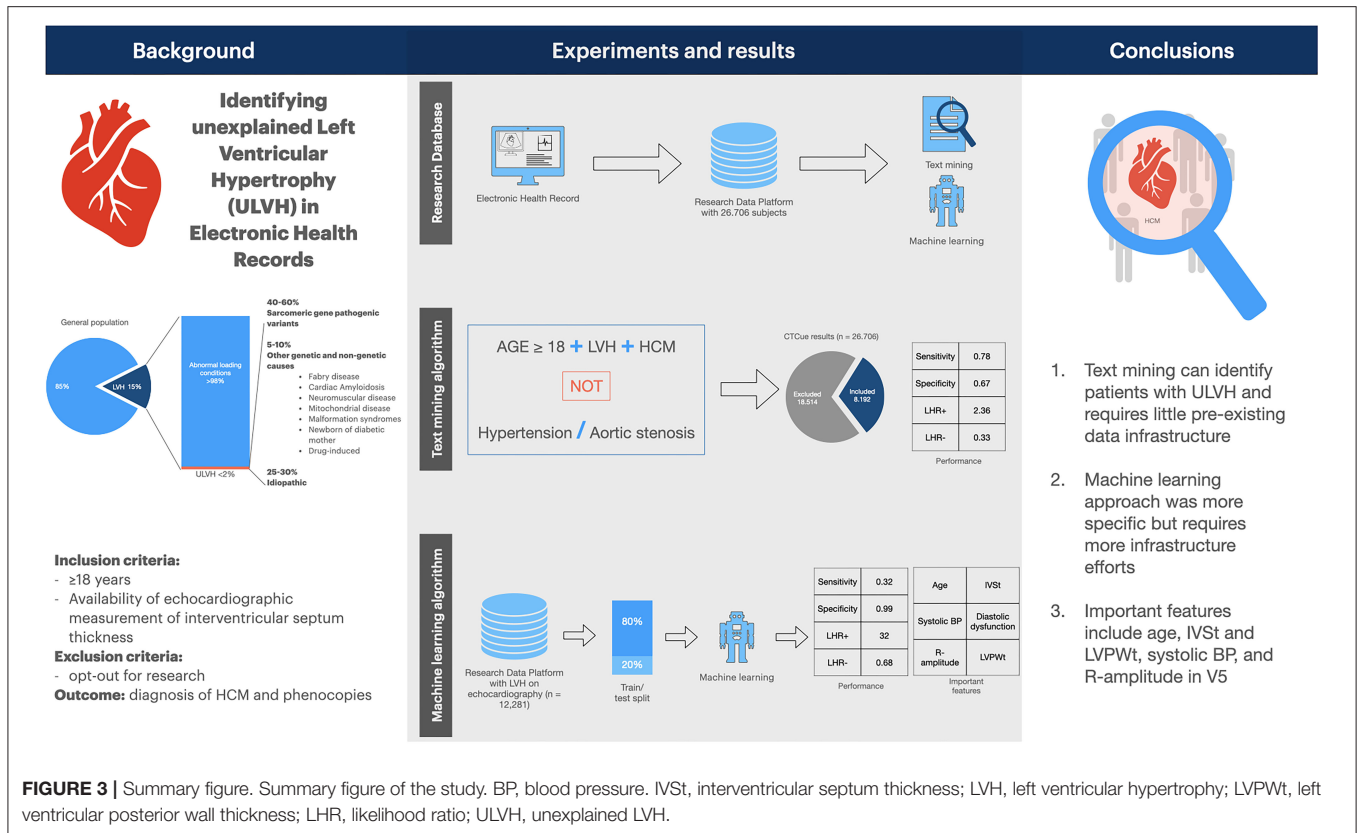 Background
Experiments and results
Conclusions
Identifying
unexplained Left
Ventricular
Hypertrophy
(ULVH) in
Electronic Health
Records
General population
85%
LVH 15%
Abnormal loading
conditions
>98%
ULVH <2%
40-60%
Sarcomeric gene pathogenic
variants
5-10%
Other genetic and non-genetic
causes
• Fabry disease
• Cardiac Amyloidosis
• Neuromuscular disease
• Mitochondrial disease
• Malformation syndromes
• Newborn of diabetic
mother
• Drug-induced
25-30%
Idiopathic
Inclusion criteria:
- ≥18 years
- Availability of echocardiographic
measurement of interventricular septum
thickness
Exclusion criteria:
- opt-out for research
Outcome: diagnosis of HCM and phenocopies
Research Database
Electronic Health Record
Research Data Platform
with 26.706 subjects
Text mining
Machine learning
Text mining algorithm
AGE ≥ 18 + LVH + HCM
NOT
Hypertension / Aortic stenosis
CTCue results (n = 26.706)
Excluded
18.514
Included
8.192
Sensitivity 0.78
Specificity 0.67
LHR+ 2.36
LHR- 0.33
Performance
Machine learning algorithm
Research Data Platform
with LVH on
echocardiography (n =
12,281)
80%
20%
Train/
test split
Machine learning
Sensitivity 0.32
Specificity 0.99
LHR+ 32
LHR- 0.68
Performance
Age IVSt
Systolic BP Diastolic
dysfunction
R-
amplitude LVPWt
Important
features
HCM
1. Text mining can identify
patients with ULVH and
requires little pre-existing
data infrastructure
2. Machine learning
approach was more
specific but requires
more infrastructure
efforts
3. Important features
include age, IVSt and
LVPWt, systolic BP, and
R-amplitude in V5
FIGURE 3 | Summary figure. Summary figure of the study. BP, blood pressure. IVSt, interventricular septum thickness; LVH, left ventricular hypertrophy; LVPWt, left
ventricular posterior wall thickness; LHR, likelihood ratio; ULVH, unexplained LVH.